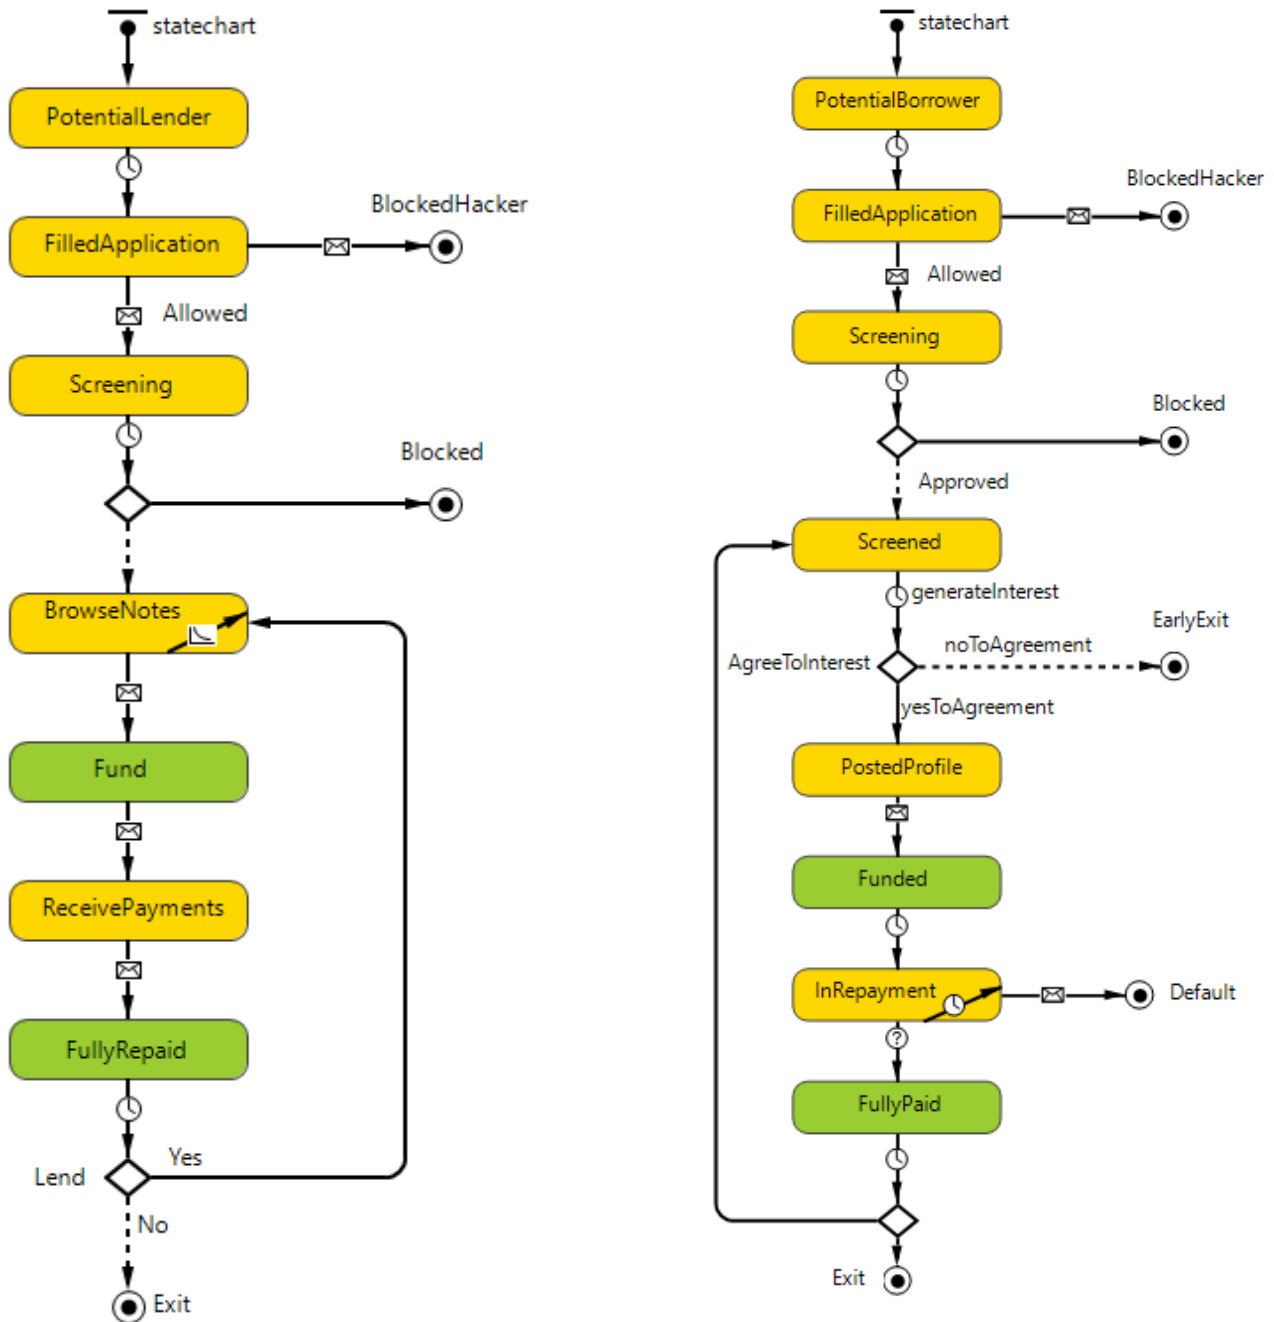 statechart
PotentialLender
BlockedHacker
FilledApplication
Allowed
Screening
Blocked
BrowseNotes
Fund
ReceivePayments
FullyRepaid
Yes
Lend
No
Exit
statechart
PotentialBorrower
BlockedHacker
FilledApplication
Allowed
Screening
Blocked
Approved
Screened
generateInterest
EarlyExit
noToAgreement
AgreeToInterest
yesToAgreement
PostedProfile
Funded
InRepayment
?
Default
FullyPaid
Exit